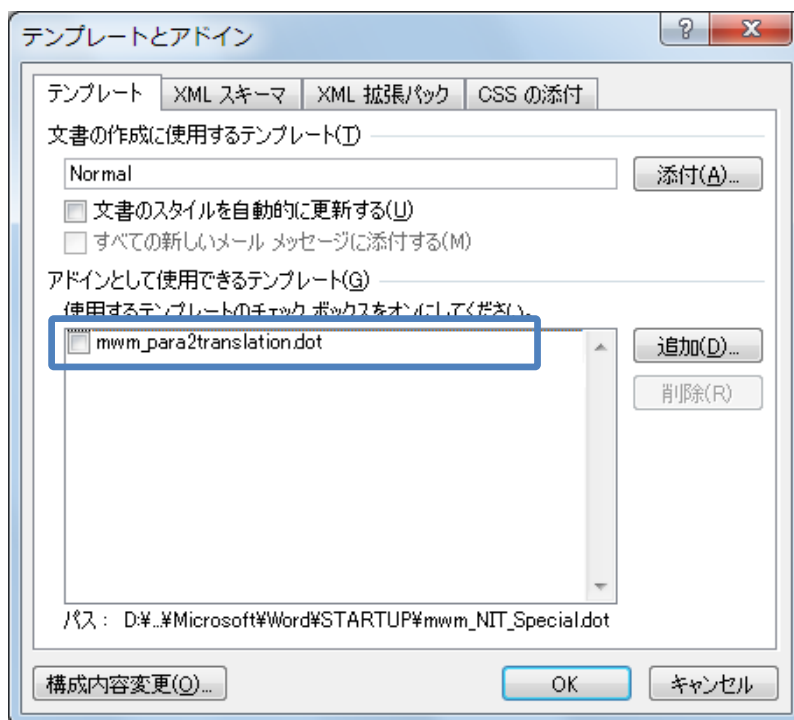 テンプレートとアドイン
テンプレート XML スキーマ XML 拡張パック CSS の添付
文書の作成に使用するテンプレート(T)
Normal 添付(A)...
文書のスタイルを自動的に更新する(U)
すべての新しいメール メッセージに添付する(M)
アドインとして使用できるテンプレート(G)
使用するテンプレートのチェック ボックスをオンにしてください。
mwm_para2translation.dot 追加(D)...
削除(R)
パス： D:¥...¥Microsoft¥Word¥STARTUP¥mwm_NIT_Special.dot
構成内容変更(O)... OK キャンセル